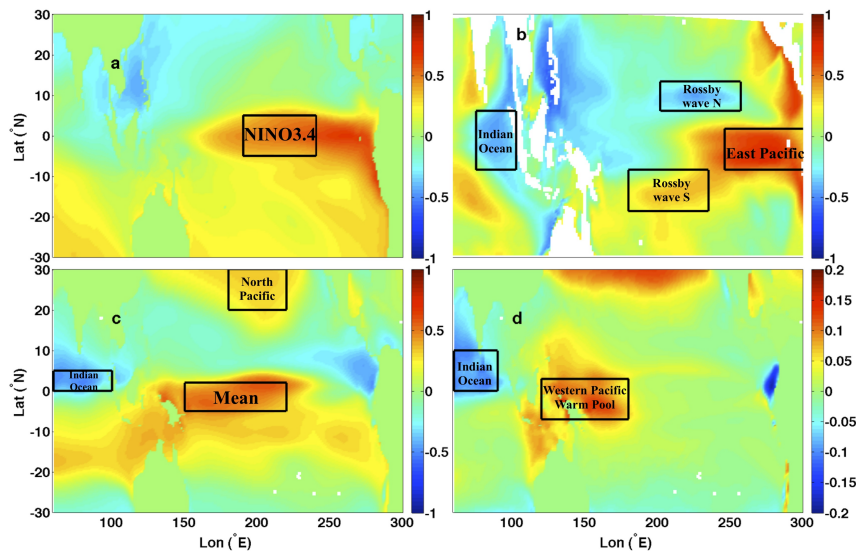 30
20
10
0
-10
-20
-30
Lat (°N)
a
NINO3.4
1
0.5
0
-0.5
-1
b
Indian
Ocean
Rossby
wave N
East Pacific
Rossby
wave S
1
0.5
0
-0.5
-1
30
20
10
0
-10
-20
-30
Lat (°N)
c
North
Pacific
Indian
Ocean
Mean
100
150
200
250
300
Lon (°E)
1
0.5
0
-0.5
-1
d
Indian
Ocean
Western Pacific
Warm Pool
100
150
200
250
300
Lon (°E)
0.2
0.15
0.1
0.05
0
-0.05
-0.1
-0.15
-0.2